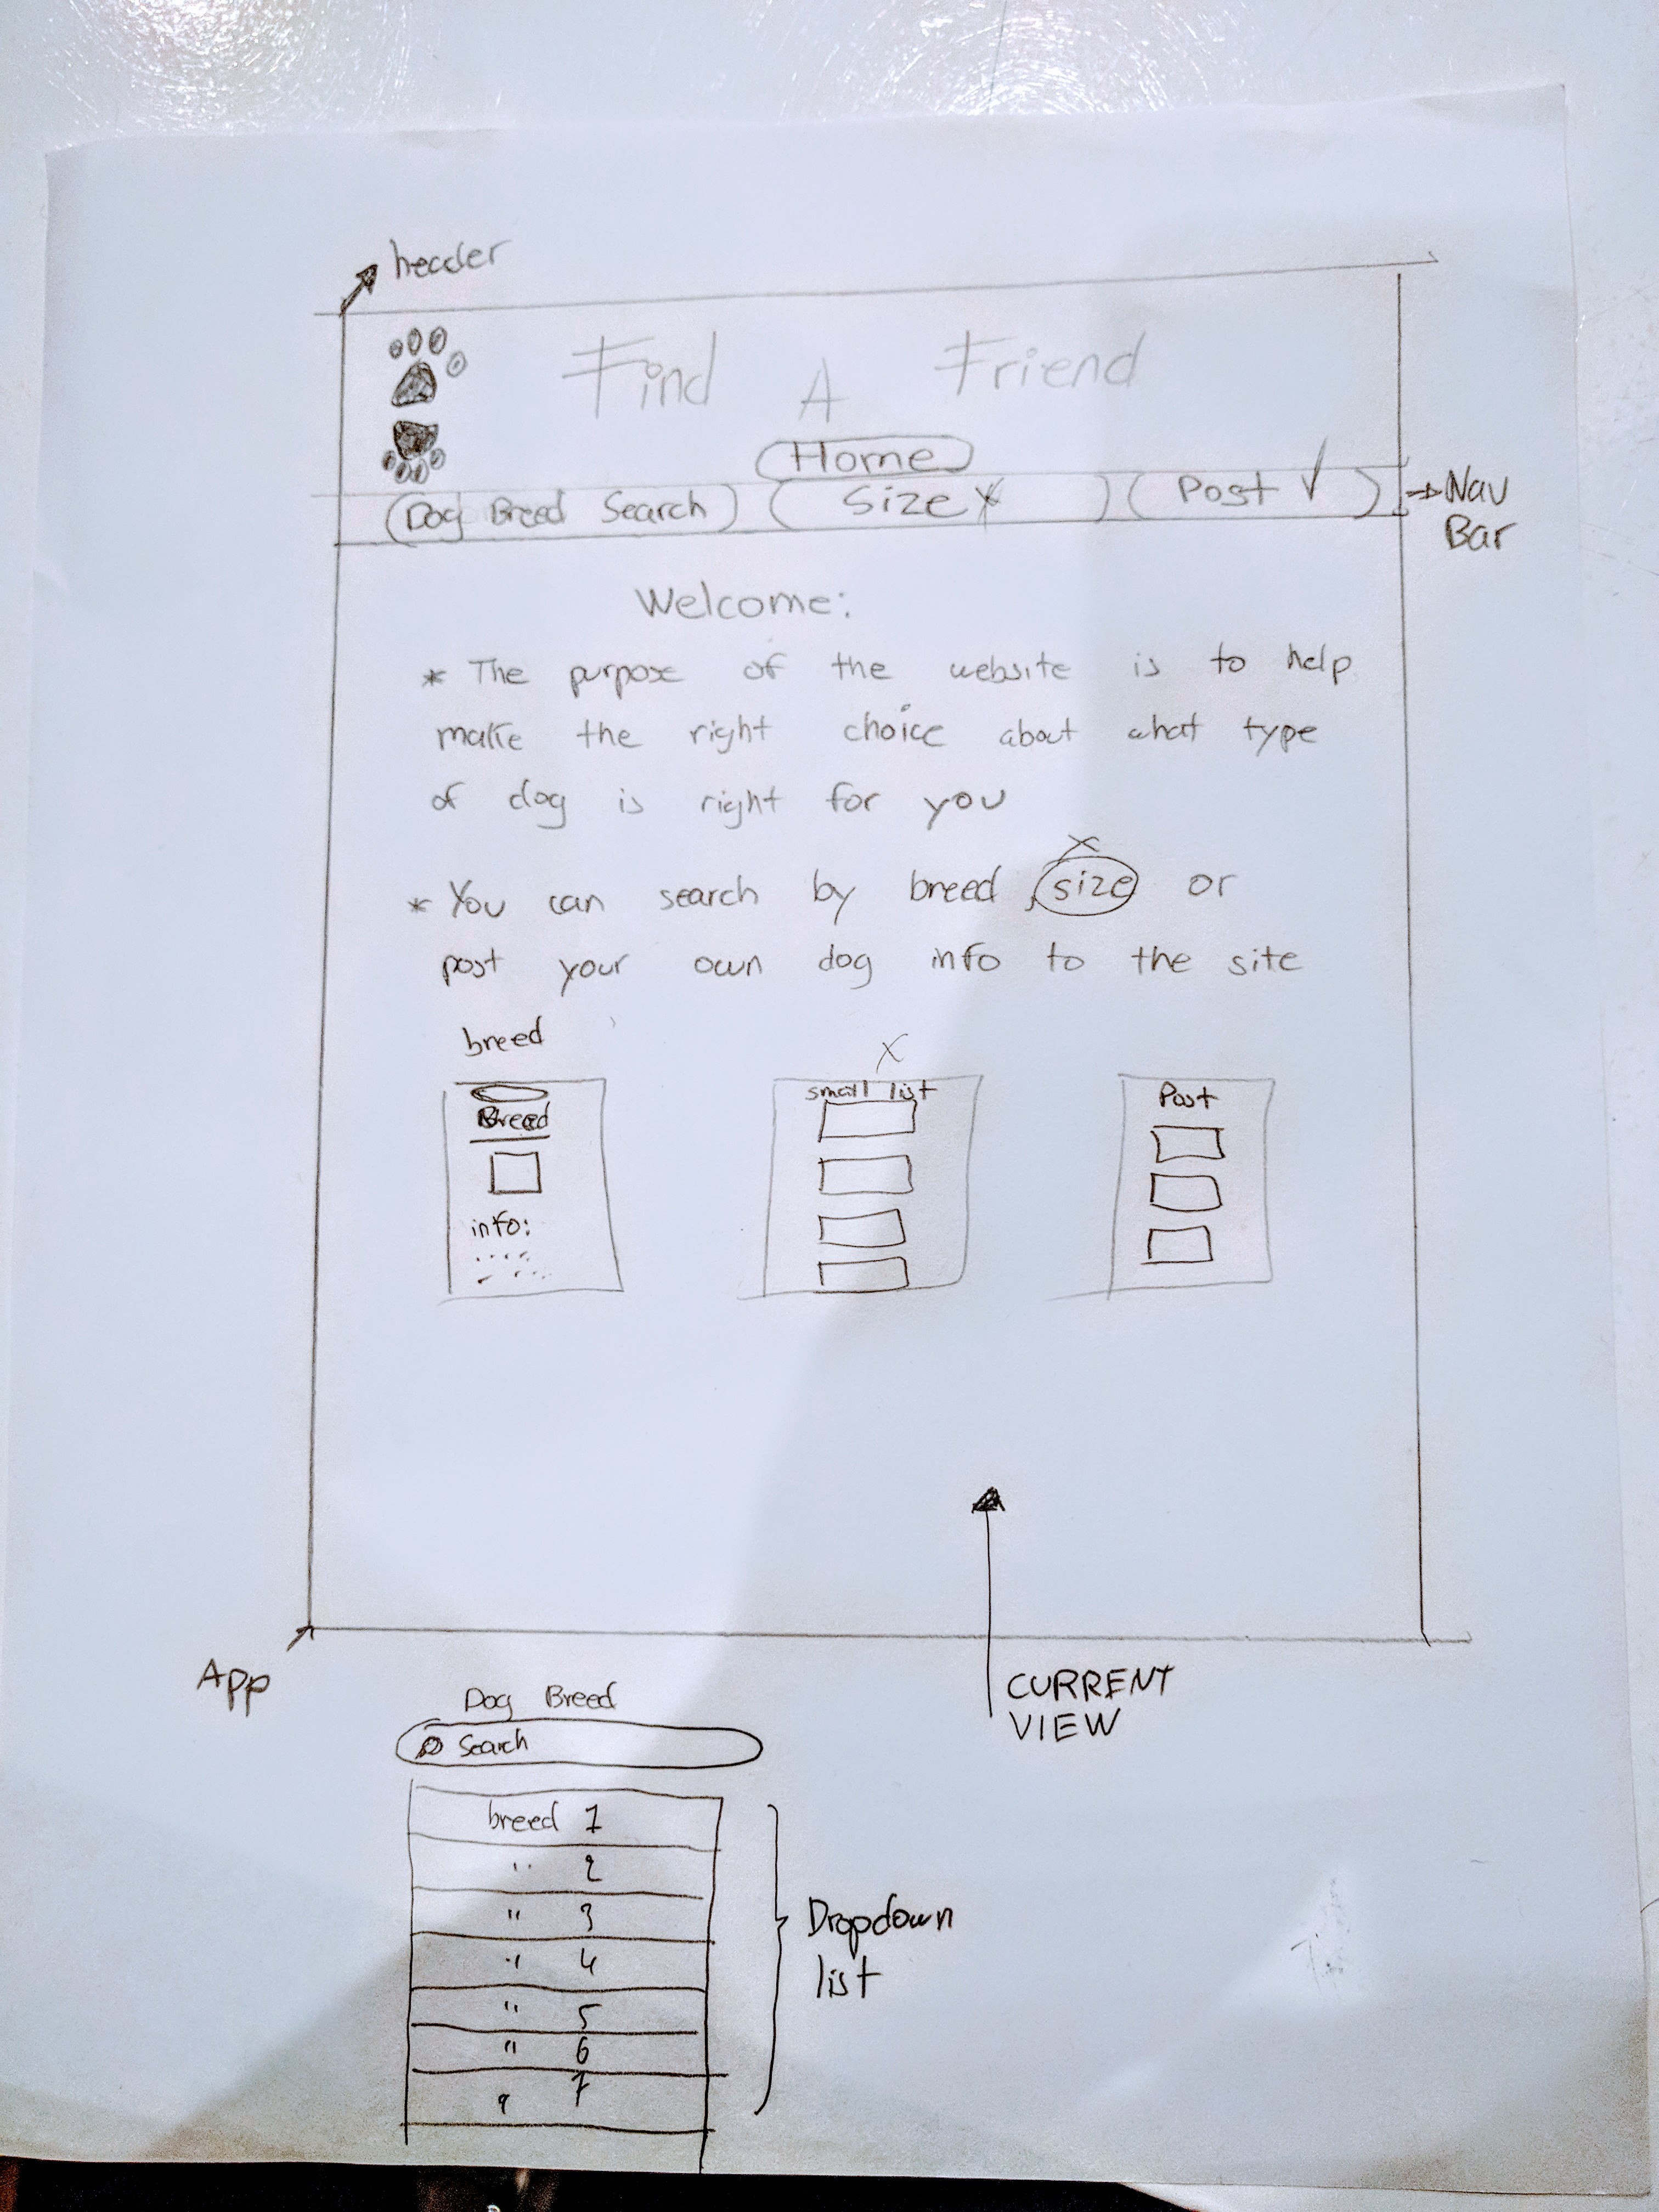 header
Find A Friend
Home
Dog Breed Search Size x Post ✓
Nav
Bar
Welcome:
* The purpose of the website is to help
make the right choice about what type
of dog is right for you
x
* You can search by breed, size or
post your own dog info to the site
breed
x
Breed
info:
small list
Post
App
CURRENT
VIEW
Dog Breed
Search
breed 1
" 2
" 3
" 4
" 5
" 6
" 7
Dropdown
list